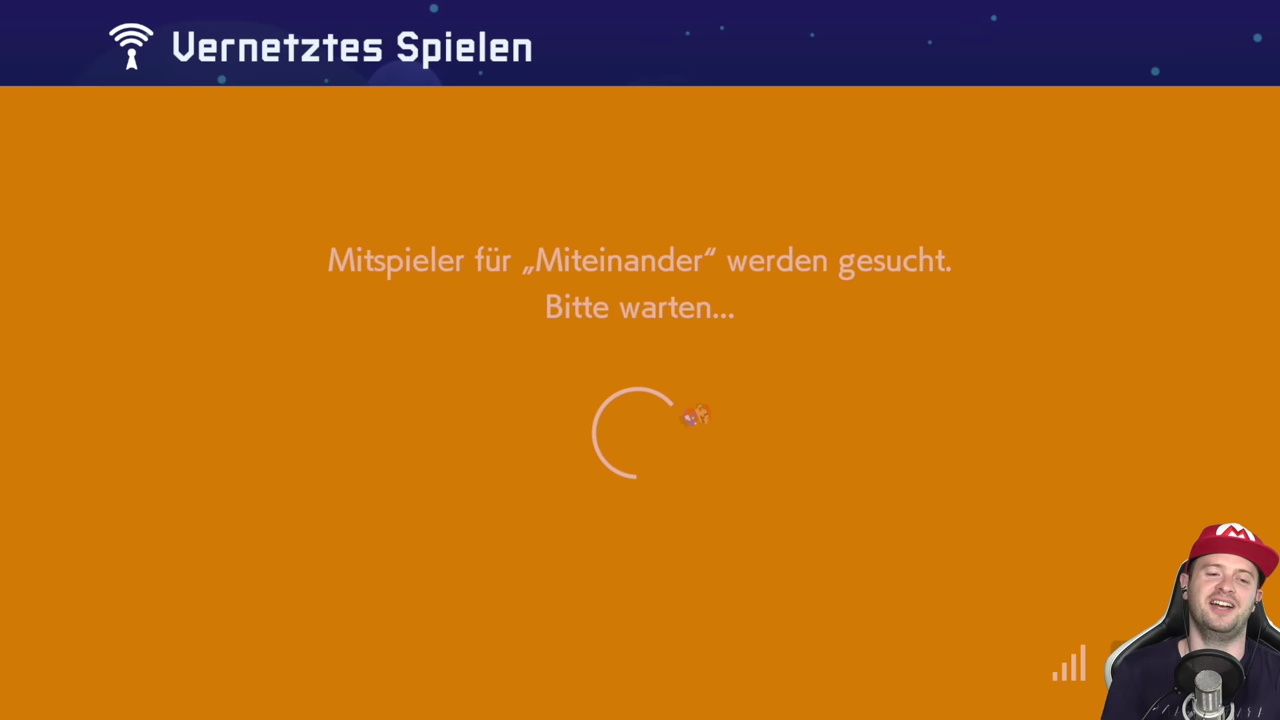 Vernetztes Spielen
Mitspieler für „Miteinander“ werden gesucht.
Bitte warten...